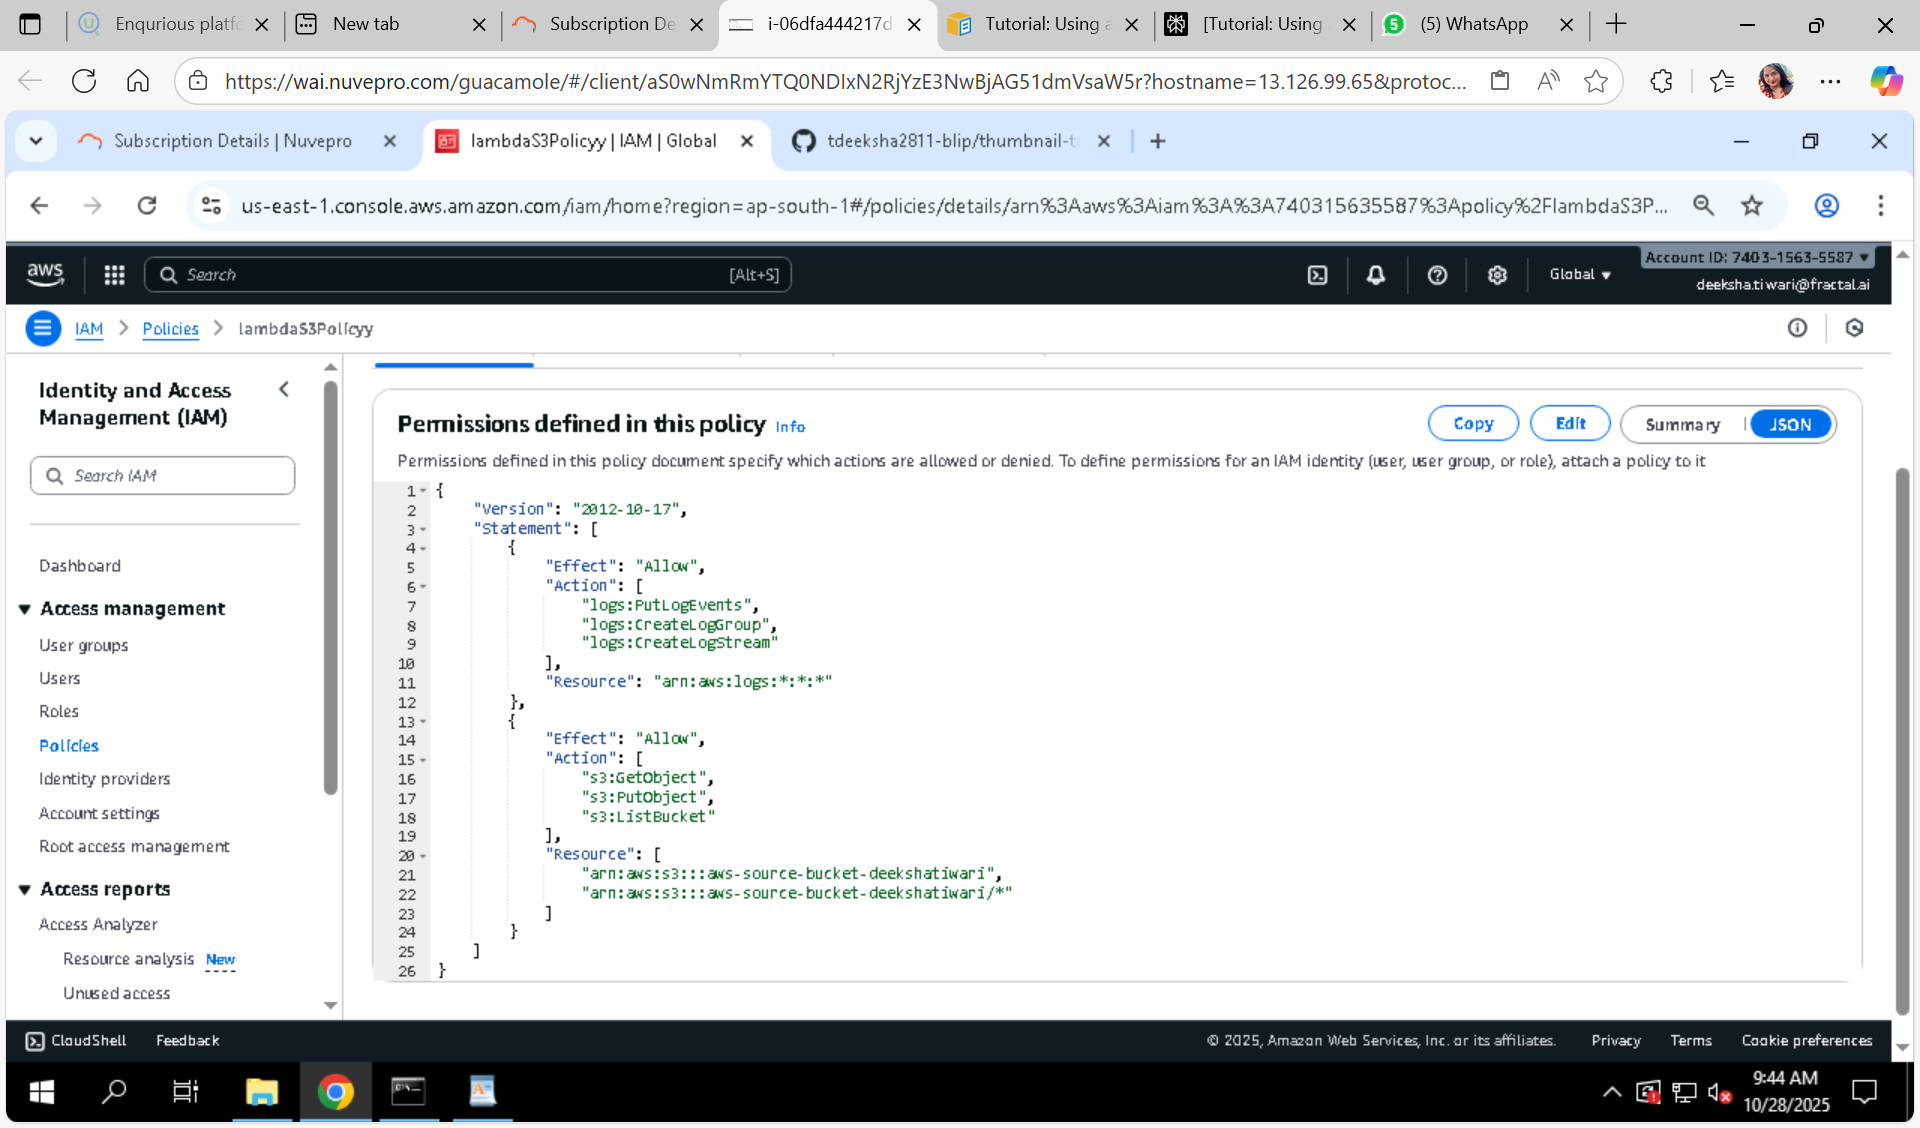 Enqurious platfo
New tab
Subscription De
i-06dfa444217d
Tutorial: Using a
[Tutorial: Using
(5) WhatsApp
https://wai.nuvepro.com/guacamole/#/client/aS0wNmRmYTQ0NDIxN2RjYzE3NwBjAG51dmVsaW5r?hostname=13.126.99.65&protoc...
Subscription Details | Nuvepro
lambdaS3Policyy | IAM | Global
tdeeksha2811-blip/thumbnail-t
us-east-1.console.aws.amazon.com/iam/home?region=ap-south-1#/policies/details/arn%3Aaws%3Aiam%3A%3A740315635587%3Apolicy%2FlambdaS3P...
aws
Search
[Alt+S]
Global
Account ID: 7403-1563-5587
deeksha.tiwari@fractal.ai
IAM > Policies > lambdaS3Policyy
Identity and Access
Management (IAM)
Search IAM
Dashboard
Access management
User groups
Users
Roles
Policies
Identity providers
Account settings
Root access management
Access reports
Access Analyzer
Resource analysis New
Unused access
Permissions defined in this policy Info
Copy
Edit
Summary
JSON
Permissions defined in this policy document specify which actions are allowed or denied. To define permissions for an IAM identity (user, user group, or role), attach a policy to it
1 {
2 "Version": "2012-10-17",
3 "Statement": [
4 {
5 "Effect": "Allow",
6 "Action": [
7 "logs:PutLogEvents",
8 "logs:CreateLogGroup",
9 "logs:CreateLogStream"
10 ],
11 "Resource": "arn:aws:logs:*:*:*"
12 },
13 {
14 "Effect": "Allow",
15 "Action": [
16 "s3:GetObject",
17 "s3:PutObject",
18 "s3:ListBucket"
19 ],
20 "Resource": [
21 "arn:aws:s3:::aws-source-bucket-deekshatiwari",
22 "arn:aws:s3:::aws-source-bucket-deekshatiwari/*"
23 ]
24 }
25 ]
26 }
CloudShell
Feedback
© 2025, Amazon Web Services, Inc. or its affiliates.
Privacy
Terms
Cookie preferences
9:44 AM
10/28/2025